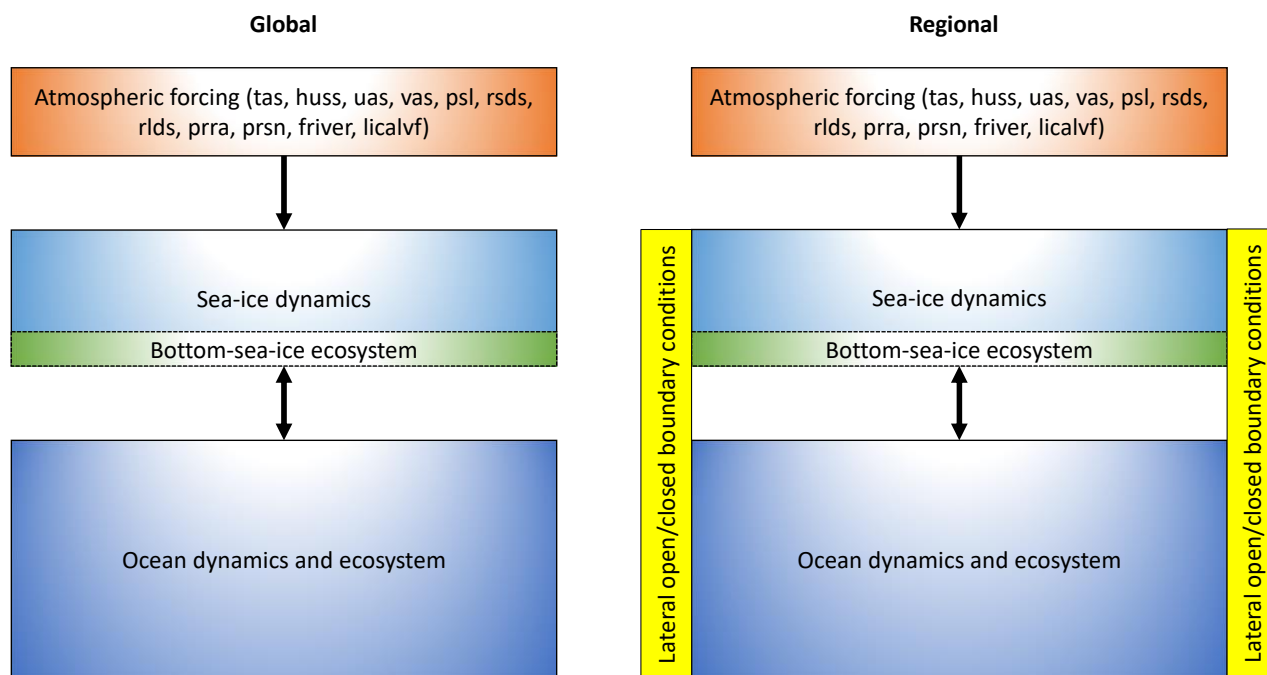 Global
Atmospheric forcing (tas, huss, uas, vas, psl, rsds,
rlds, prra, prsn, friver, licalvf)
Sea-ice dynamics
Bottom-sea-ice ecosystem
Ocean dynamics and ecosystem
Regional
Atmospheric forcing (tas, huss, uas, vas, psl, rsds,
rlds, prra, prsn, friver, licalvf)
Lateral open/closed boundary conditions
Sea-ice dynamics
Bottom-sea-ice ecosystem
Ocean dynamics and ecosystem
Lateral open/closed boundary conditions